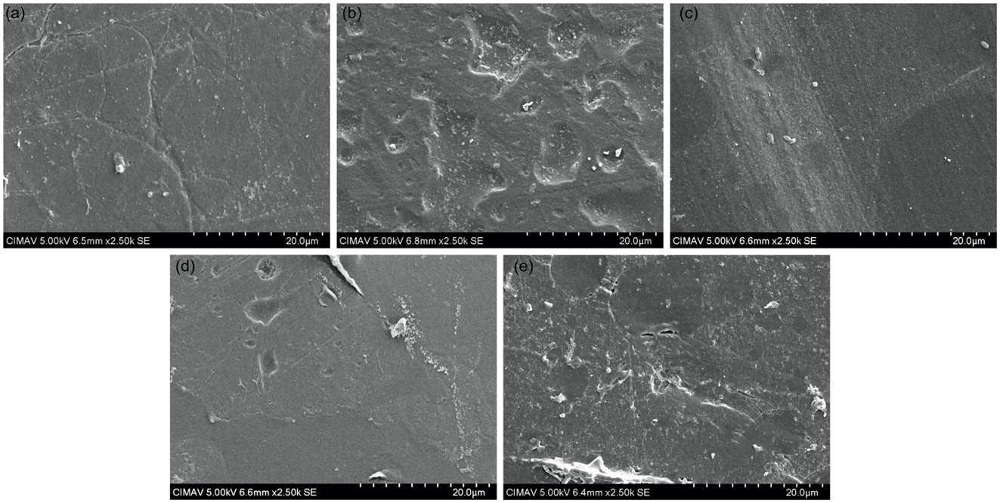 (a)
CIMAV 5.00kV 6.5mm x2.50k SE 20.0µm
(b)
CIMAV 5.00kV 6.8mm x2.50k SE 20.0µm
(c)
CIMAV 5.00kV 6.6mm x2.50k SE 20.0µm
(d)
CIMAV 5.00kV 6.6mm x2.50k SE 20.0µm
(e)
CIMAV 5.00kV 6.4mm x2.50k SE 20.0µm